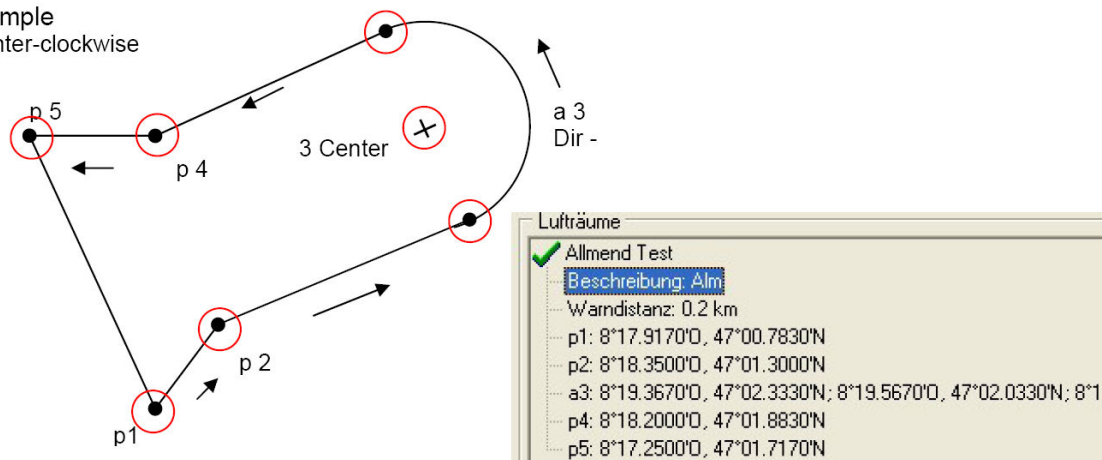 mple
nter-clockwise
p 5
a 3
Dir -
3 Center
p 4
p 2
p1
Lufträume
Allmend Test
Beschreibung: Alm
Warndistanz: 0.2 km
p1: 8°17.9170'O, 47°00.7830'N
p2: 8°18.3500'O, 47°01.3000'N
a3: 8°19.3670'O, 47°02.3330'N; 8°19.5670'O, 47°02.0330'N; 8°1
p4: 8°18.2000'O, 47°01.8830'N
p5: 8°17.2500'O, 47°01.7170'N